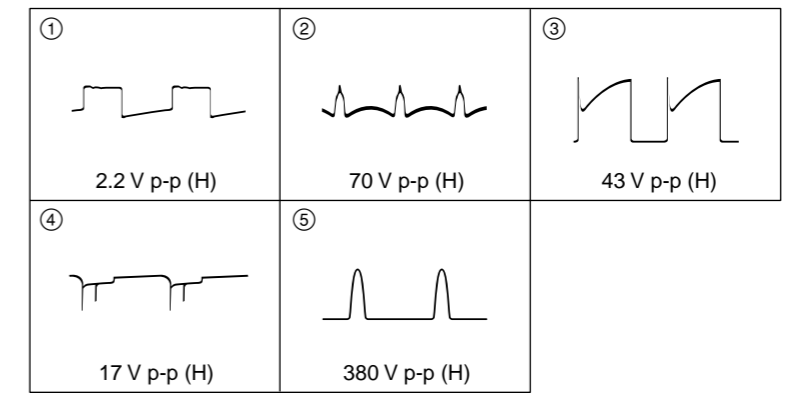 ①
②
③
2.2 V p-p (H)
70 V p-p (H)
43 V p-p (H)
④
⑤
17 V p-p (H)
380 V p-p (H)